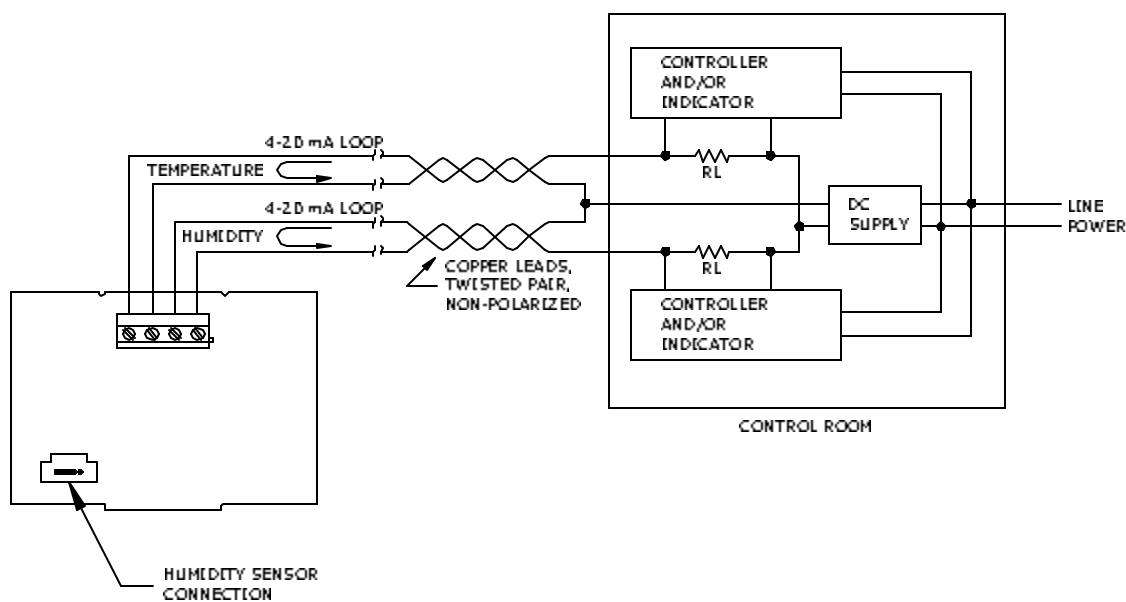 CONTROLLER
AND/OR
INDICATOR
4-20 mA LOOP
TEMPERATURE
RL
4-20 mA LOOP
HUMIDITY
DC
SUPPLY
LINE
POWER
RL
COPPER LEADS,
TWISTED PAIR,
NON-POLARIZED
CONTROLLER
AND/OR
INDICATOR
CONTROL ROOM
HUMIDITY SENSOR
CONNECTION